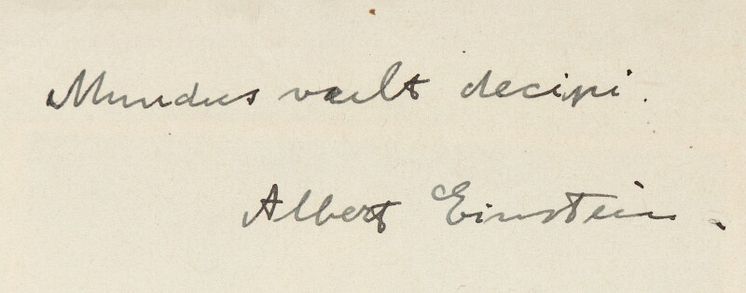 Mundus vult decipi.
Albert Einstein.